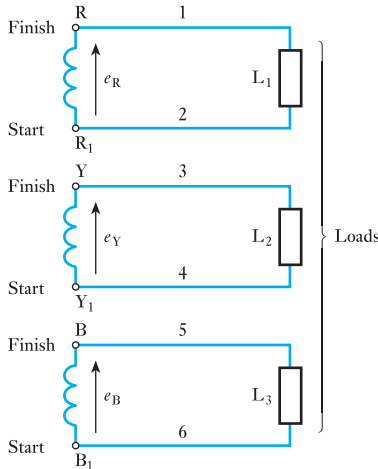 R 1
Finish
e_R L_1
2
Start
R_1
Y 3
Finish
e_Y L_2 Loads
4
Start
Y_1
B 5
Finish
e_B L_3
6
Start
B_1